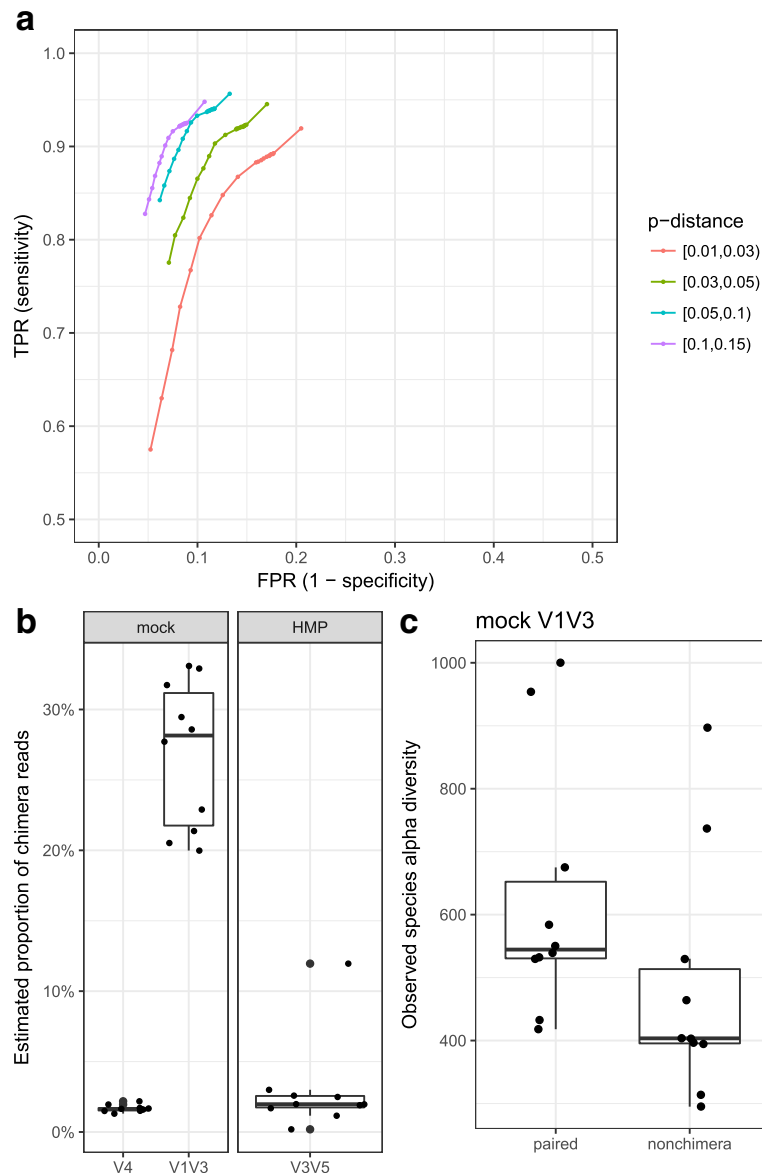 a
1.0
0.9
0.8
0.7
0.6
0.5
TPR (sensitivity)
0.0 0.1 0.2 0.3 0.4 0.5
FPR (1 − specificity)
p−distance
[0.01,0.03)
[0.03,0.05)
[0.05,0.1)
[0.1,0.15)
b
mock HMP
Estimated proportion of chimera reads
30%
20%
10%
0%
V4 V1V3 V3V5
c
mock V1V3
Observed species alpha diversity
1000
800
600
400
paired nonchimera